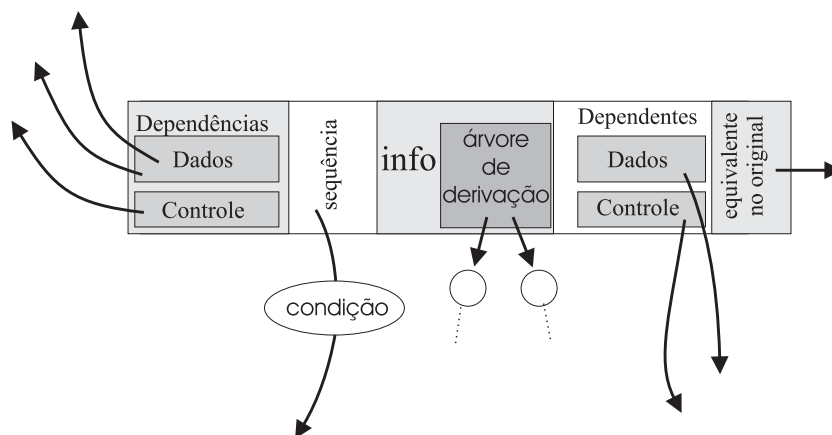 Dependências
Dados
Controle
sequência
info
árvore
de
derivação
Dependentes
Dados
Controle
equivalente
no original
condição